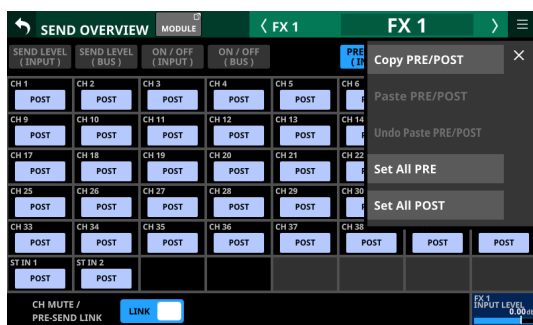 SEND OVERVIEW
MODULE
FX 1
FX 1
SEND LEVEL
( INPUT )
SEND LEVEL
( BUS )
ON / OFF
( INPUT )
ON / OFF
( BUS )
Copy PRE/POST
Paste PRE/POST
Undo Paste PRE/POST
Set All PRE
Set All POST
CH 1 CH 2 CH 3 CH 4 CH 5 CH 6
POST POST POST POST POST
CH 9 CH 10 CH 11 CH 12 CH 13 CH 14
POST POST POST POST POST
CH 17 CH 18 CH 19 CH 20 CH 21 CH 22
POST POST POST POST POST
CH 25 CH 26 CH 27 CH 28 CH 29 CH 30
POST POST POST POST POST
CH 33 CH 34 CH 35 CH 36 CH 37 CH 38
POST POST POST POST POST POST POST POST
ST IN 1 ST IN 2
POST POST
CH MUTE /
PRE-SEND LINK
LINK
FX 1
INPUT LEVEL
0.00dB